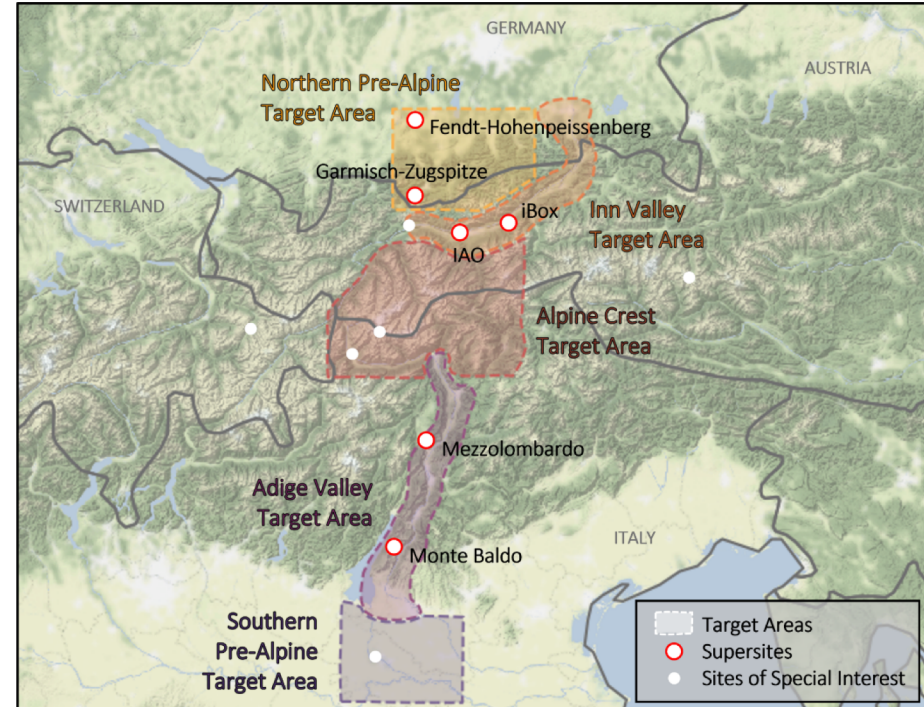 GERMANY
AUSTRIA
Northern Pre-Alpine
Target Area
Fendt-Hohenpeissenberg
Garmisch-Zugspitze
SWITZERLAND
iBox
Inn Valley
Target Area
IAO
Alpine Crest
Target Area
Mezzolombardo
Adige Valley
Target Area
ITALY
Monte Baldo
Southern
Pre-Alpine
Target Area
Target Areas
Supersites
Sites of Special Interest